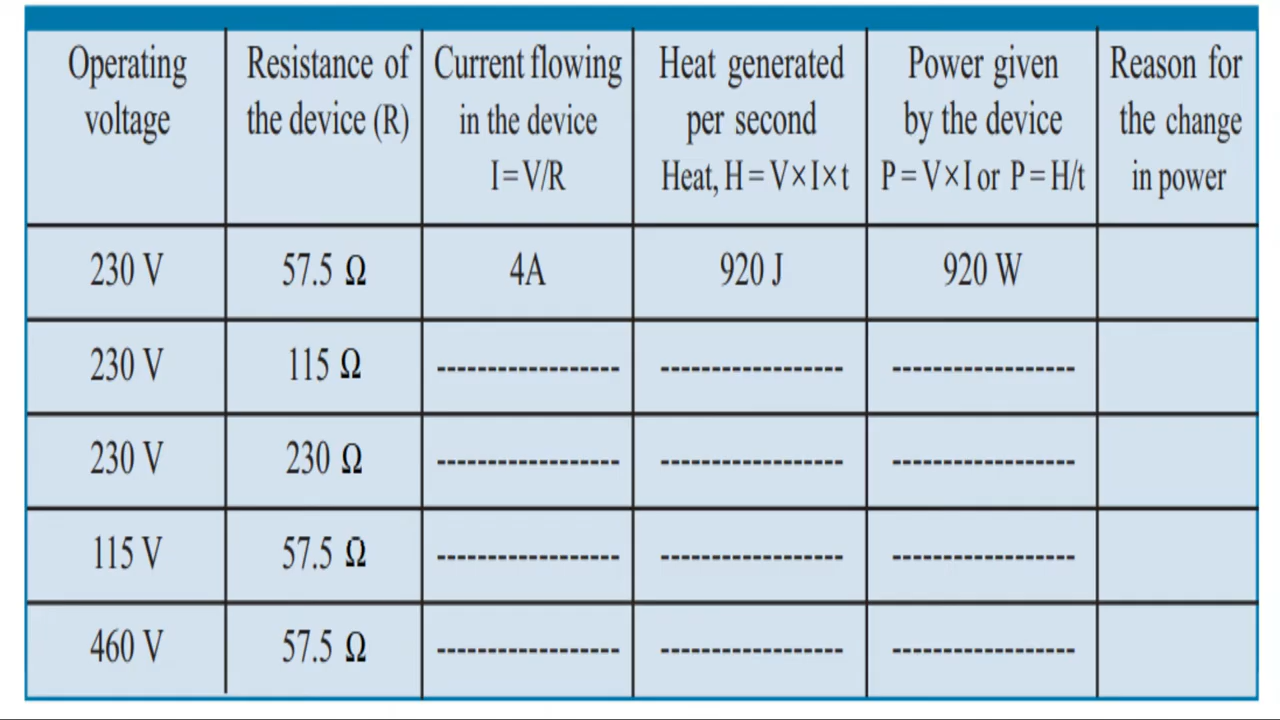 Operating voltage
Resistance of the device (R)
Current flowing in the device I=V/R
Heat generated per second Heat, H=V×I×t
Power given by the device P=V×I or P=H/t
Reason for the change in power
230 V 57.5 Ω 4A 920 J 920 W
230 V 115 Ω ------------------ ------------------ ------------------
230 V 230 Ω ------------------ ------------------ ------------------
115 V 57.5 Ω ------------------ ------------------ ------------------
460 V 57.5 Ω ------------------ ------------------ ------------------